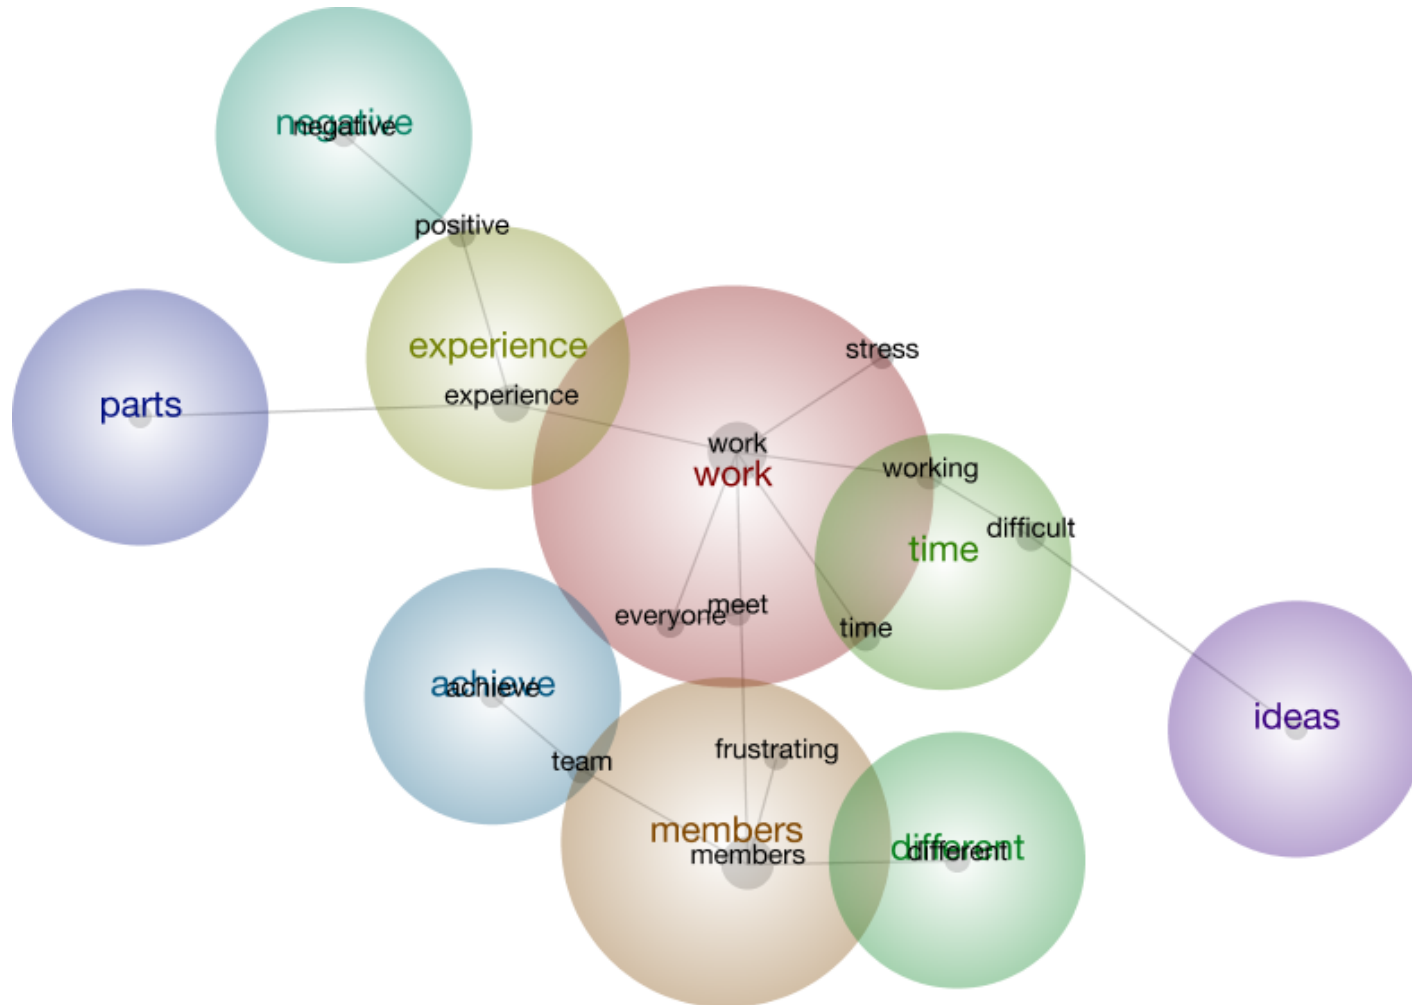 negative
negative
positive
experience
experience
parts
stress
work
work
working
difficult
time
time
everyone
meet
achieve
achieve
team
frustrating
members
members
different
different
ideas